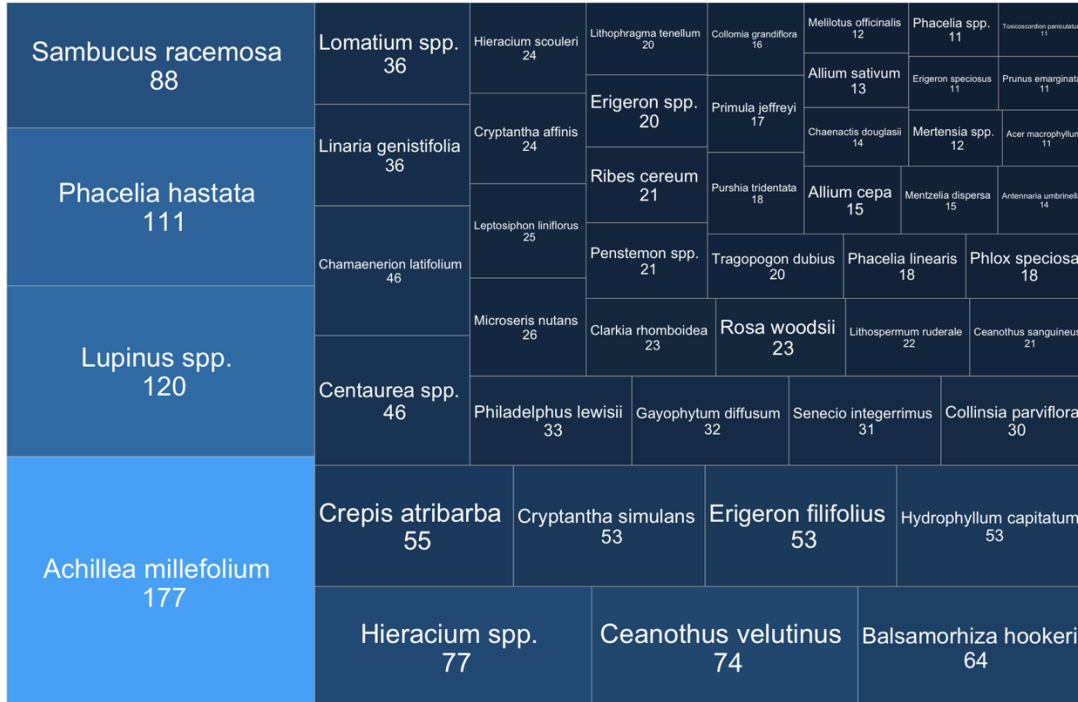 Sambucus racemosa
88
Phacelia hastata
111
Lupinus spp.
120
Achillea millefolium
177
Lomatium spp.
36
Linaria genistifolia
36
Chamaenerion latifolium
46
Centaurea spp.
46
Hieracium scouleri
24
Cryptantha affinis
24
Leptosiphon liniflorus
25
Microseris nutans
26
Lithophragma tenellum
20
Erigeron spp.
20
Ribes cereum
21
Penstemon spp.
21
Collomia grandiflora
16
Primula jeffreyi
17
Purshia tridentata
18
Melilotus officinalis
12
Allium sativum
13
Chaenactis douglasii
14
Allium cepa
15
Phacelia spp.
11
Toxicoscordion paniculatum
11
Erigeron speciosus
11
Prunus emarginata
11
Mertensia spp.
12
Acer macrophyllum
11
Mentzelia dispersa
15
Antennaria umbrinella
14
Tragopogon dubius
20
Phacelia linearis
18
Phlox speciosa
18
Clarkia rhomboidea
23
Rosa woodsii
23
Lithospermum ruderale
22
Ceanothus sanguineus
21
Philadelphus lewisii
33
Gayophytum diffusum
32
Senecio integerrimus
31
Collinsia parviflora
30
Crepis atribarba
55
Cryptantha simulans
53
Erigeron filifolius
53
Hydrophyllum capitatum
53
Hieracium spp.
77
Ceanothus velutinus
74
Balsamorhiza hookeri
64